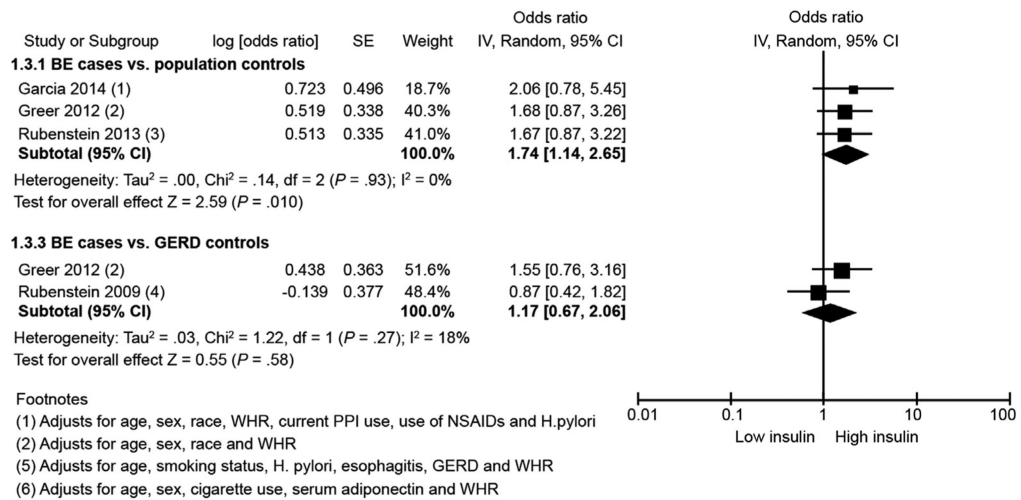 Odds ratio Odds ratio
Study or Subgroup log [odds ratio] SE Weight IV, Random, 95% CI IV, Random, 95% CI
1.3.1 BE cases vs. population controls
Garcia 2014 (1) 0.723 0.496 18.7% 2.06 [0.78, 5.45]
Greer 2012 (2) 0.519 0.338 40.3% 1.68 [0.87, 3.26]
Rubenstein 2013 (3) 0.513 0.335 41.0% 1.67 [0.87, 3.22]
Subtotal (95% CI) 100.0% 1.74 [1.14, 2.65]
Heterogeneity: Tau² = .00, Chi² = .14, df = 2 (P = .93); I² = 0%
Test for overall effect Z = 2.59 (P = .010)
1.3.3 BE cases vs. GERD controls
Greer 2012 (2) 0.438 0.363 51.6% 1.55 [0.76, 3.16]
Rubenstein 2009 (4) -0.139 0.377 48.4% 0.87 [0.42, 1.82]
Subtotal (95% CI) 100.0% 1.17 [0.67, 2.06]
Heterogeneity: Tau² = .03, Chi² = 1.22, df = 1 (P = .27); I² = 18%
Test for overall effect Z = 0.55 (P = .58)
0.01 0.1 1 10 100
Low insulin High insulin
Footnotes
(1) Adjusts for age, sex, race, WHR, current PPI use, use of NSAIDs and H.pylori
(2) Adjusts for age, sex, race and WHR
(5) Adjusts for age, smoking status, H. pylori, esophagitis, GERD and WHR
(6) Adjusts for age, sex, cigarette use, serum adiponectin and WHR